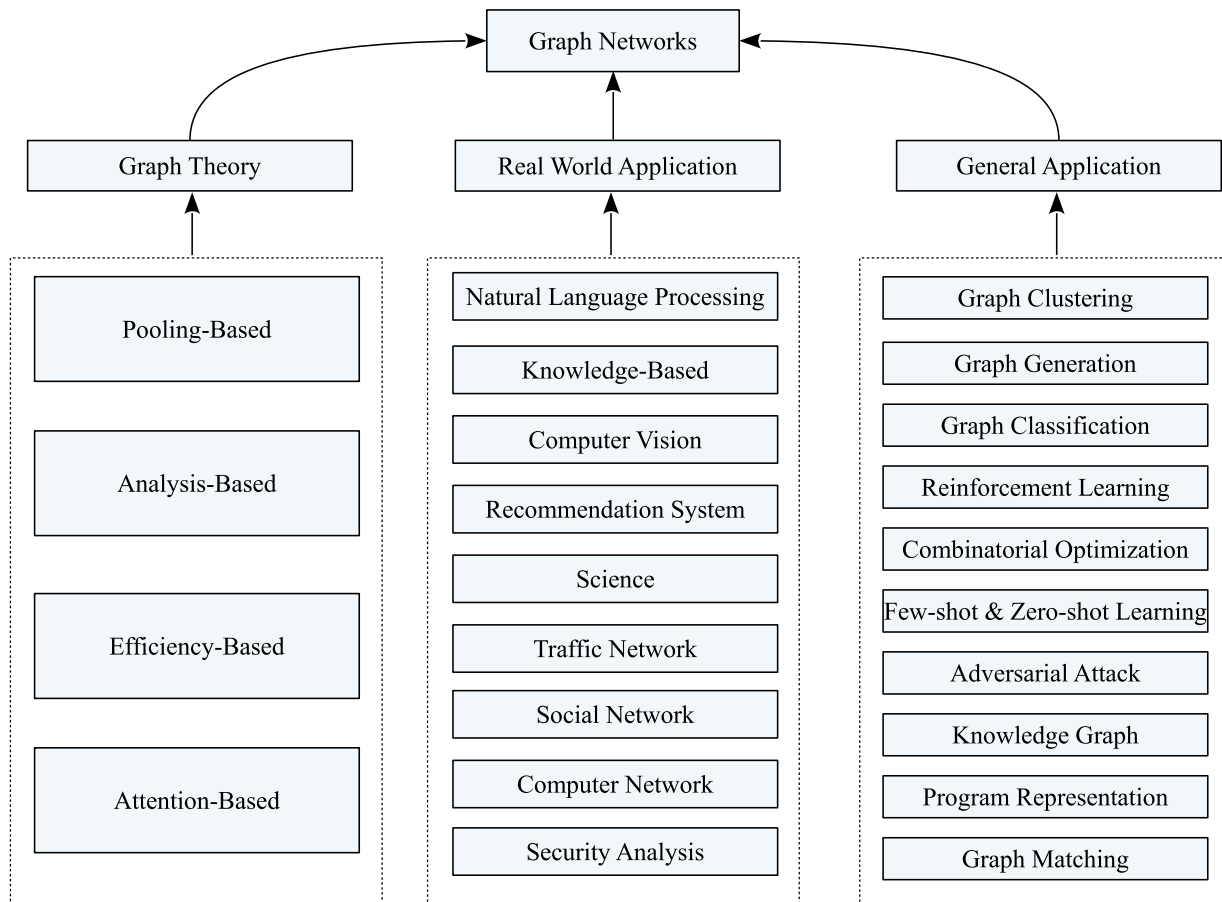 Graph Networks
Graph Theory
Real World Application
General Application
Pooling-Based
Analysis-Based
Efficiency-Based
Attention-Based
Natural Language Processing
Knowledge-Based
Computer Vision
Recommendation System
Science
Traffic Network
Social Network
Computer Network
Security Analysis
Graph Clustering
Graph Generation
Graph Classification
Reinforcement Learning
Combinatorial Optimization
Few-shot & Zero-shot Learning
Adversarial Attack
Knowledge Graph
Program Representation
Graph Matching